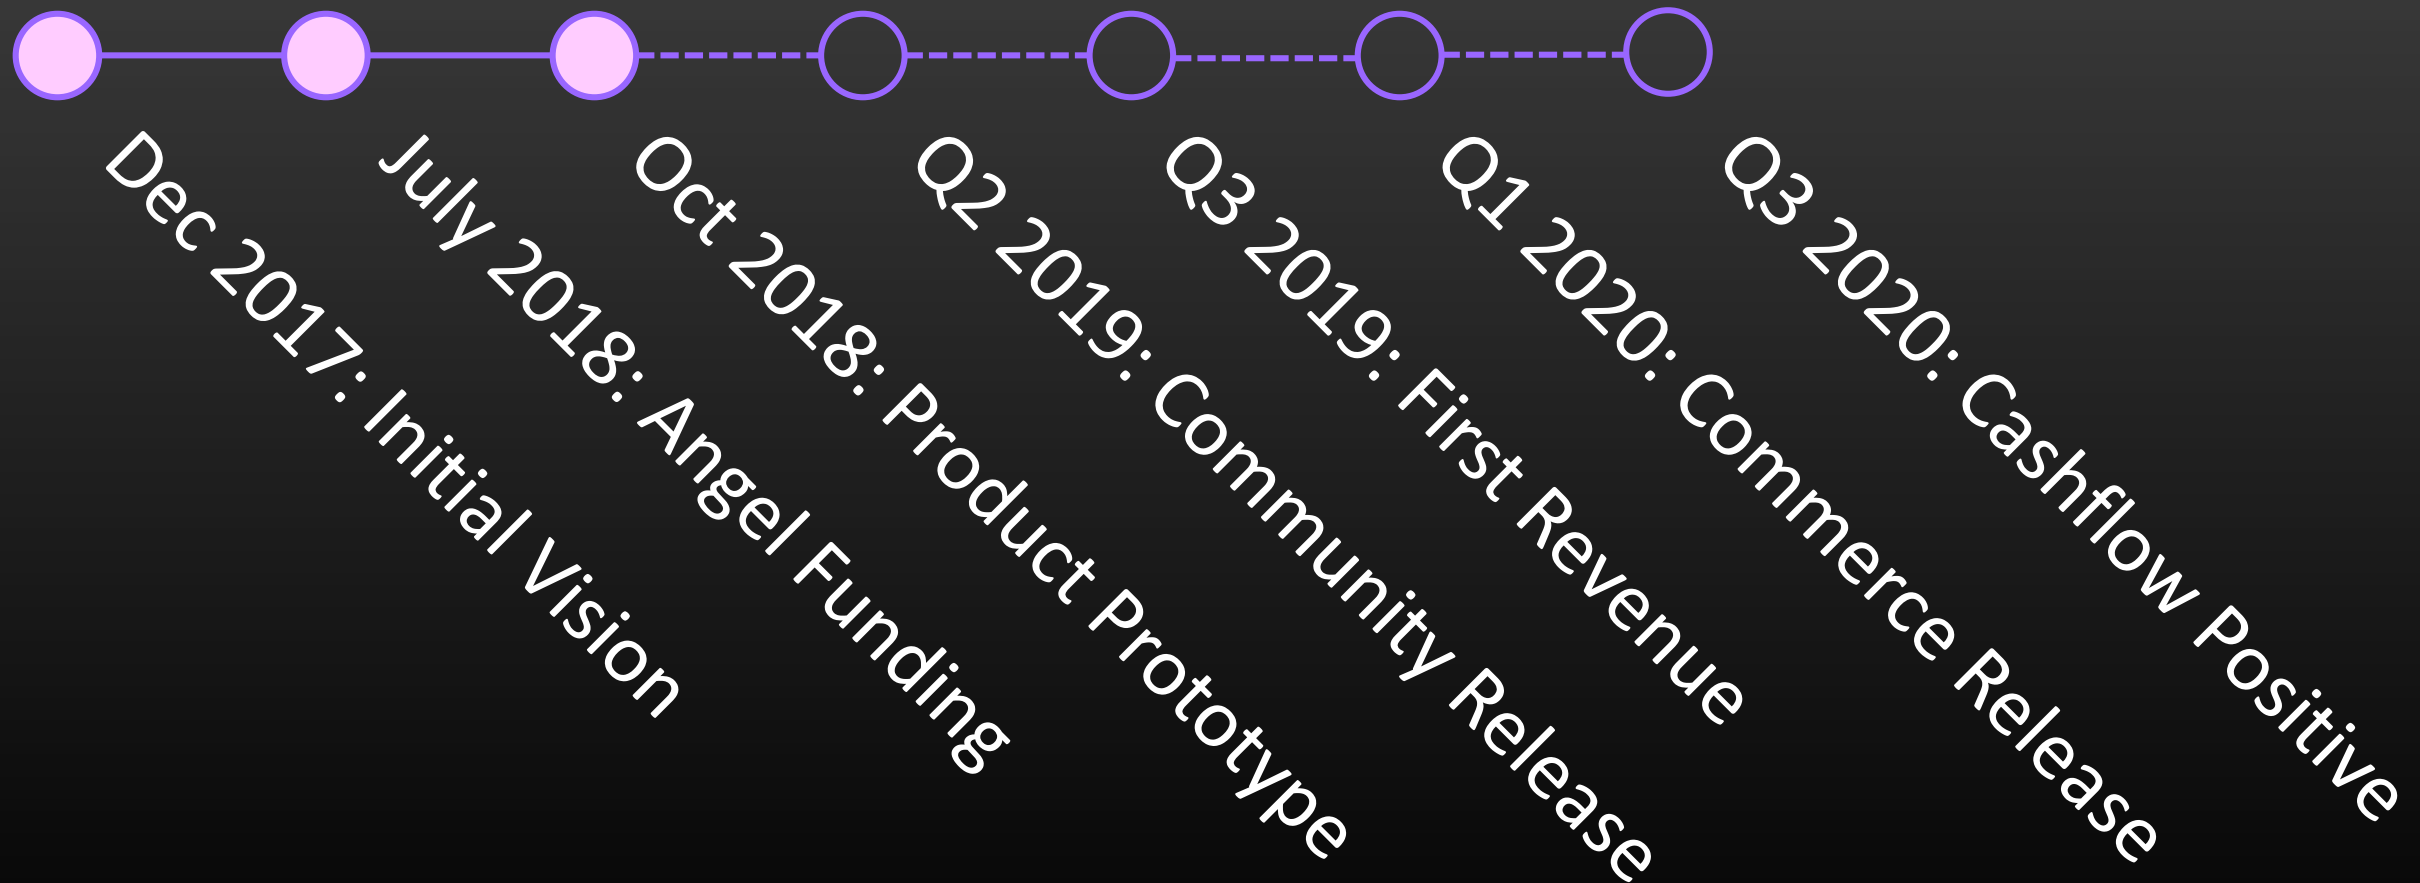 Dec 2017: Initial Vision
July 2018: Angel Funding
Oct 2018: Product Prototype
Q2 2019: Community Release
Q3 2019: First Revenue
Q1 2020: Commerce Release
Q3 2020: Cashflow Positive